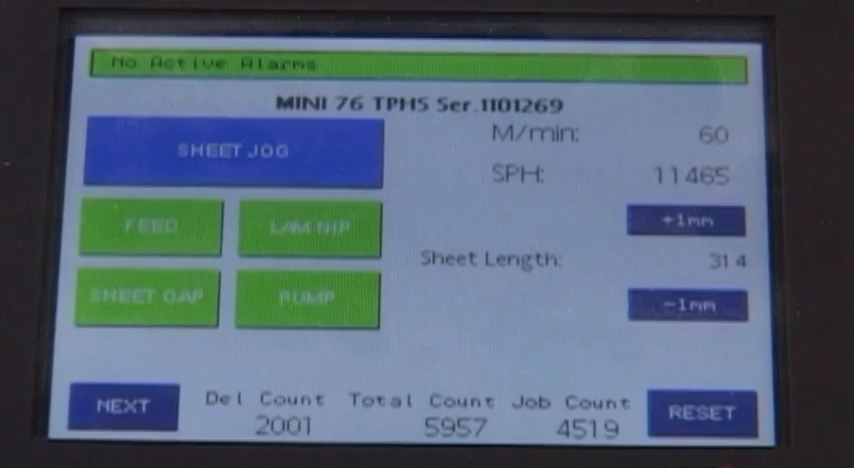 No Active Alarms
MINI 76 TPHS Ser.1101269
SHEET JOG
M/min: 60
SPH: 11465
FEED LAM NIP
+1mm
Sheet Length: 314
SHEET GAP PUMP
-1mm
NEXT
Del Count Total Count Job Count
2001 5957 4519
RESET